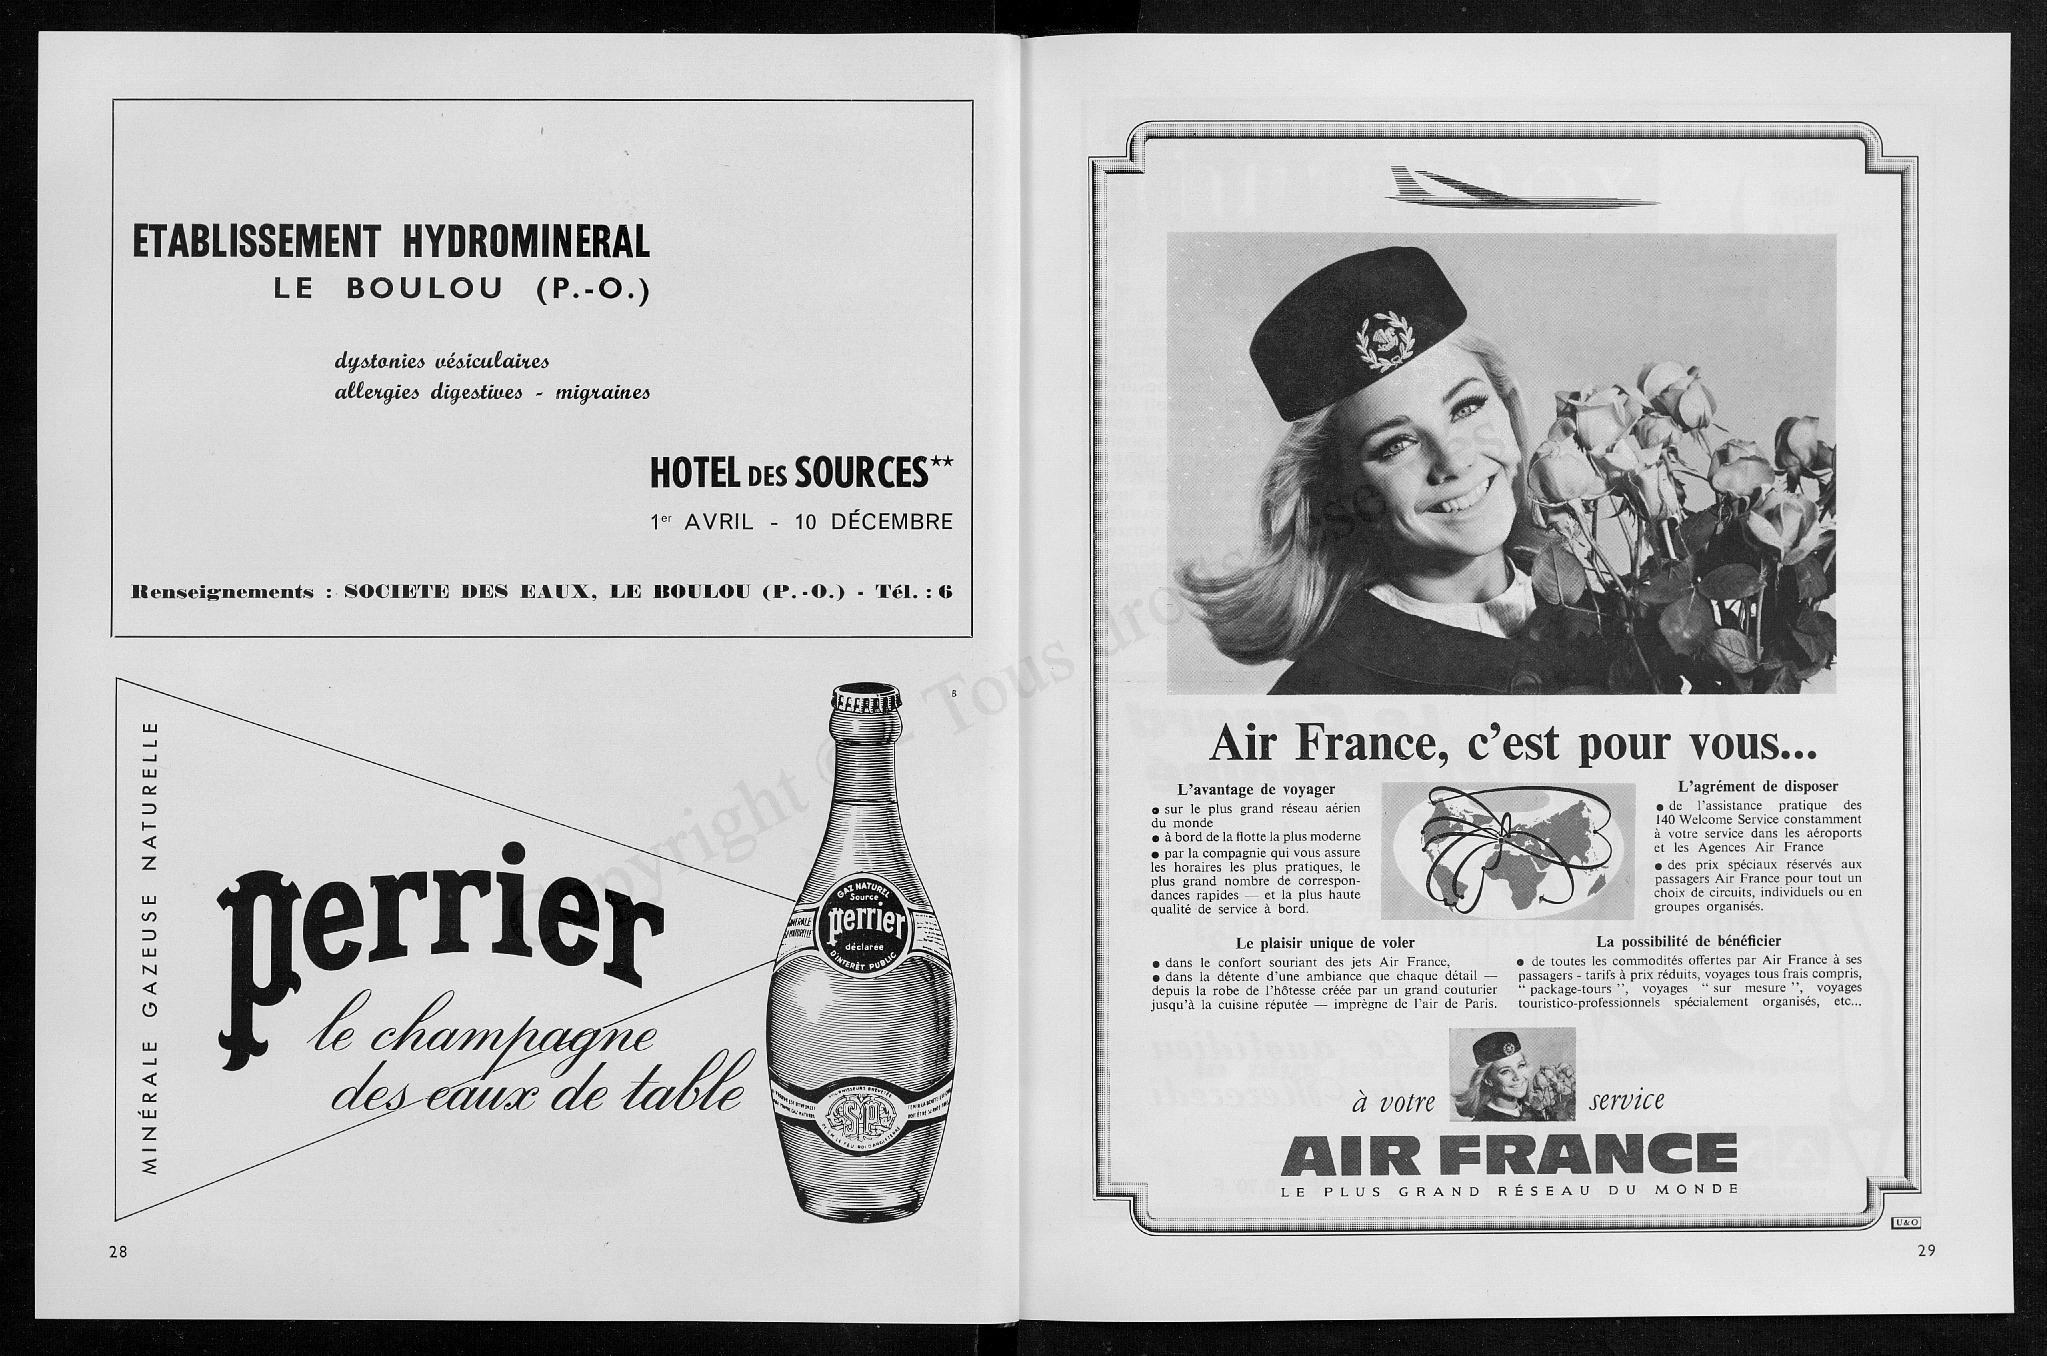 ETABLISSEMENT HYDROMINERAL
LE BOULOU (P.-O.)
dystonies vésiculaires
allergies digestives - migraines
HOTEL DES SOURCES**
1er AVRIL - 10 DÉCEMBRE
Renseignements : SOCIETE DES EAUX, LE BOULOU (P.-O.) - Tél. : 6
MINÉRALE GAZEUSE NATURELLE
perrier
le champagne
des eaux de table
GAZ NATUREL
Source
perrier
déclarée
D'INTERÊT PUBLIC
SP
28
Air France, c'est pour vous...
L'avantage de voyager
• sur le plus grand réseau aérien
du monde
• à bord de la flotte la plus moderne
• par la compagnie qui vous assure
les horaires les plus pratiques, le
plus grand nombre de correspon-
dances rapides — et la plus haute
qualité de service à bord.
L'agrément de disposer
• de l'assistance pratique des
140 Welcome Service constamment
à votre service dans les aéroports
et les Agences Air France
• des prix spéciaux réservés aux
passagers Air France pour tout un
choix de circuits, individuels ou en
groupes organisés.
Le plaisir unique de voler
• dans le confort souriant des jets Air France,
• dans la détente d'une ambiance que chaque détail —
depuis la robe de l'hôtesse créée par un grand couturier
jusqu'à la cuisine réputée — imprègne de l'air de Paris.
La possibilité de bénéficier
• de toutes les commodités offertes par Air France à ses
passagers - tarifs à prix réduits, voyages tous frais compris,
" package-tours ", voyages " sur mesure ", voyages
touristico-professionnels spécialement organisés, etc...
à votre service
AIR FRANCE
LE PLUS GRAND RÉSEAU DU MONDE
U&O
29
Copyright © - Tous droits réservés